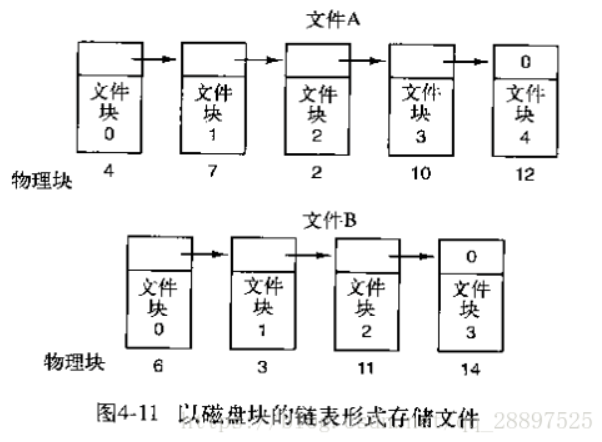 文件A
0
文件块0 文件块1 文件块2 文件块3 文件块4
物理块 4 7 2 10 12
文件B
0
文件块0 文件块1 文件块2 文件块3
物理块 6 3 11 14
图4-11 以磁盘块的链表形式存储文件
qq_28897525